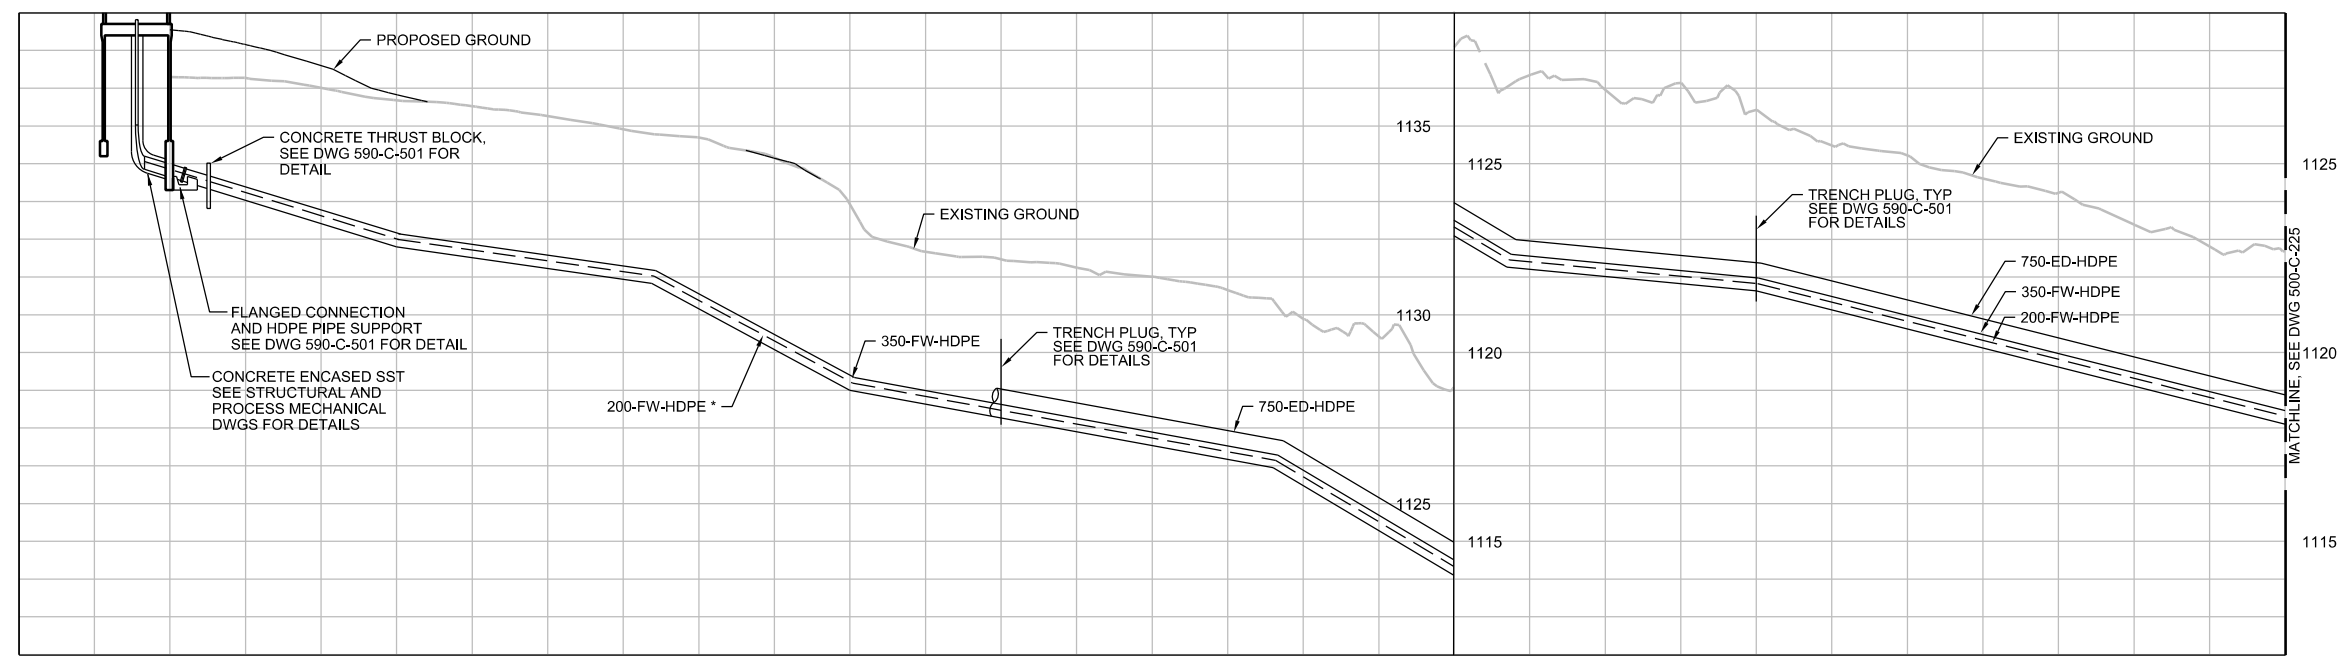 PROPOSED GROUND
CONCRETE THRUST BLOCK,
SEE DWG 590-C-501 FOR
DETAIL
EXISTING GROUND
FLANGED CONNECTION
AND HDPE PIPE SUPPORT
SEE DWG 590-C-501 FOR DETAIL
CONCRETE ENCASED SST
SEE STRUCTURAL AND
PROCESS MECHANICAL
DWGS FOR DETAILS
200-FW-HDPE *
350-FW-HDPE
TRENCH PLUG, TYP
SEE DWG 590-C-501
FOR DETAILS
750-ED-HDPE
1135
1130
1125
1125
1120
1115
EXISTING GROUND
TRENCH PLUG, TYP
SEE DWG 590-C-501
FOR DETAILS
750-ED-HDPE
350-FW-HDPE
200-FW-HDPE
MATCHLINE, SEE DWG 500-C-225
1125
1120
1115